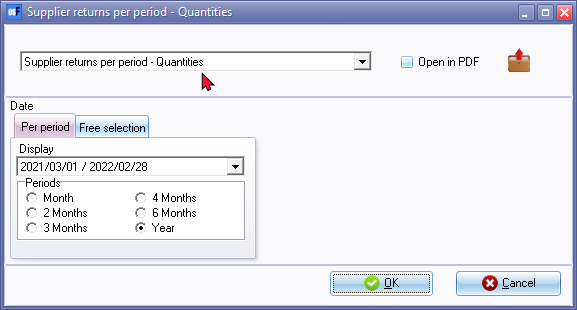 Supplier returns per period - Quantities
Supplier returns per period - Quantities
Open in PDF
Date
Per period
Free selection
Display
2021/03/01 / 2022/02/28
Periods
Month
4 Months
2 Months
6 Months
3 Months
Year
OK
Cancel